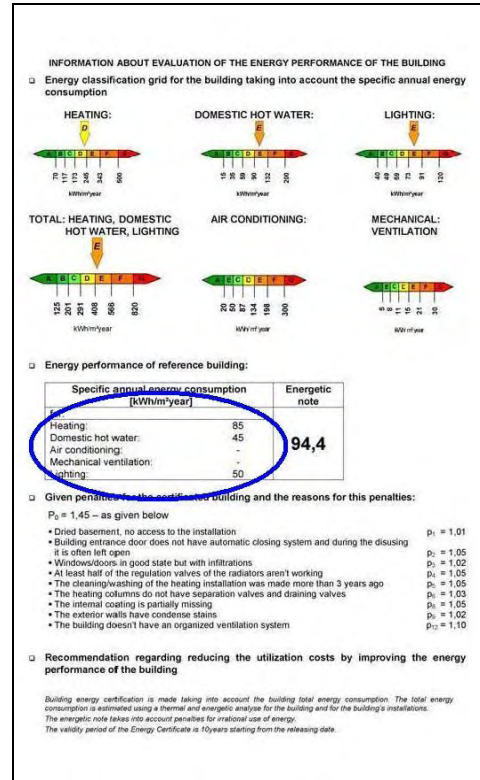 INFORMATION ABOUT EVALUATION OF THE ENERGY PERFORMANCE OF THE BUILDING
Energy classification grid for the building taking into account the specific annual energy
consumption
HEATING:
D
A B C D E F G
70 117 173 245 343 500
kWh/m²year
DOMESTIC HOT WATER:
E
A B C D E F G
15 35 59 90 132 200
kWh/m²year
LIGHTING:
E
A B C D E F G
40 49 59 73 91 120
kWh/m²year
TOTAL: HEATING, DOMESTIC
HOT WATER, LIGHTING
E
A B C D E F G
125 201 291 408 566 820
kWh/m²year
AIR CONDITIONING:
A B C D E F G
20 50 87 134 198 300
kWh/m²year
MECHANICAL:
VENTILATION
A B C D E F G
5 8 11 15 21 30
kWh/m²year
Energy performance of reference building:
Specific annual energy consumption
[kWh/m²year]
for:
Energetic
note
Heating: 85
Domestic hot water: 45
Air conditioning: -
Mechanical ventilation: -
Lighting: 50
94,4
Given penalties for the certificated building and the reasons for this penalties:
P₀ = 1,45 – as given below
• Dried basement, no access to the installation p₁ = 1,01
• Building entrance door does not have automatic closing system and during the disusing
it is often left open p₂ = 1,05
• Windows/doors in good state but with infiltrations p₃ = 1,02
• At least half of the regulation valves of the radiators aren't working p₄ = 1,05
• The cleaning/washing of the heating installation was made more than 3 years ago p₅ = 1,05
• The heating columns do not have separation valves and draining valves p₆ = 1,03
• The internal coating is partially missing p₈ = 1,05
• The exterior walls have condense stains p₉ = 1,02
• The building doesn't have an organized ventilation system p₁₂ = 1,10
Recommendation regarding reducing the utilization costs by improving the energy
performance of the building
Building energy certification is made taking into account the building total energy consumption. The total energy
consumption is estimated using a thermal and energetic analyse for the building and for the building's installations.
The energetic note takes into account penalties for irrational use of energy.
The validity period of the Energy Certificate is 10years starting from the releasing date.